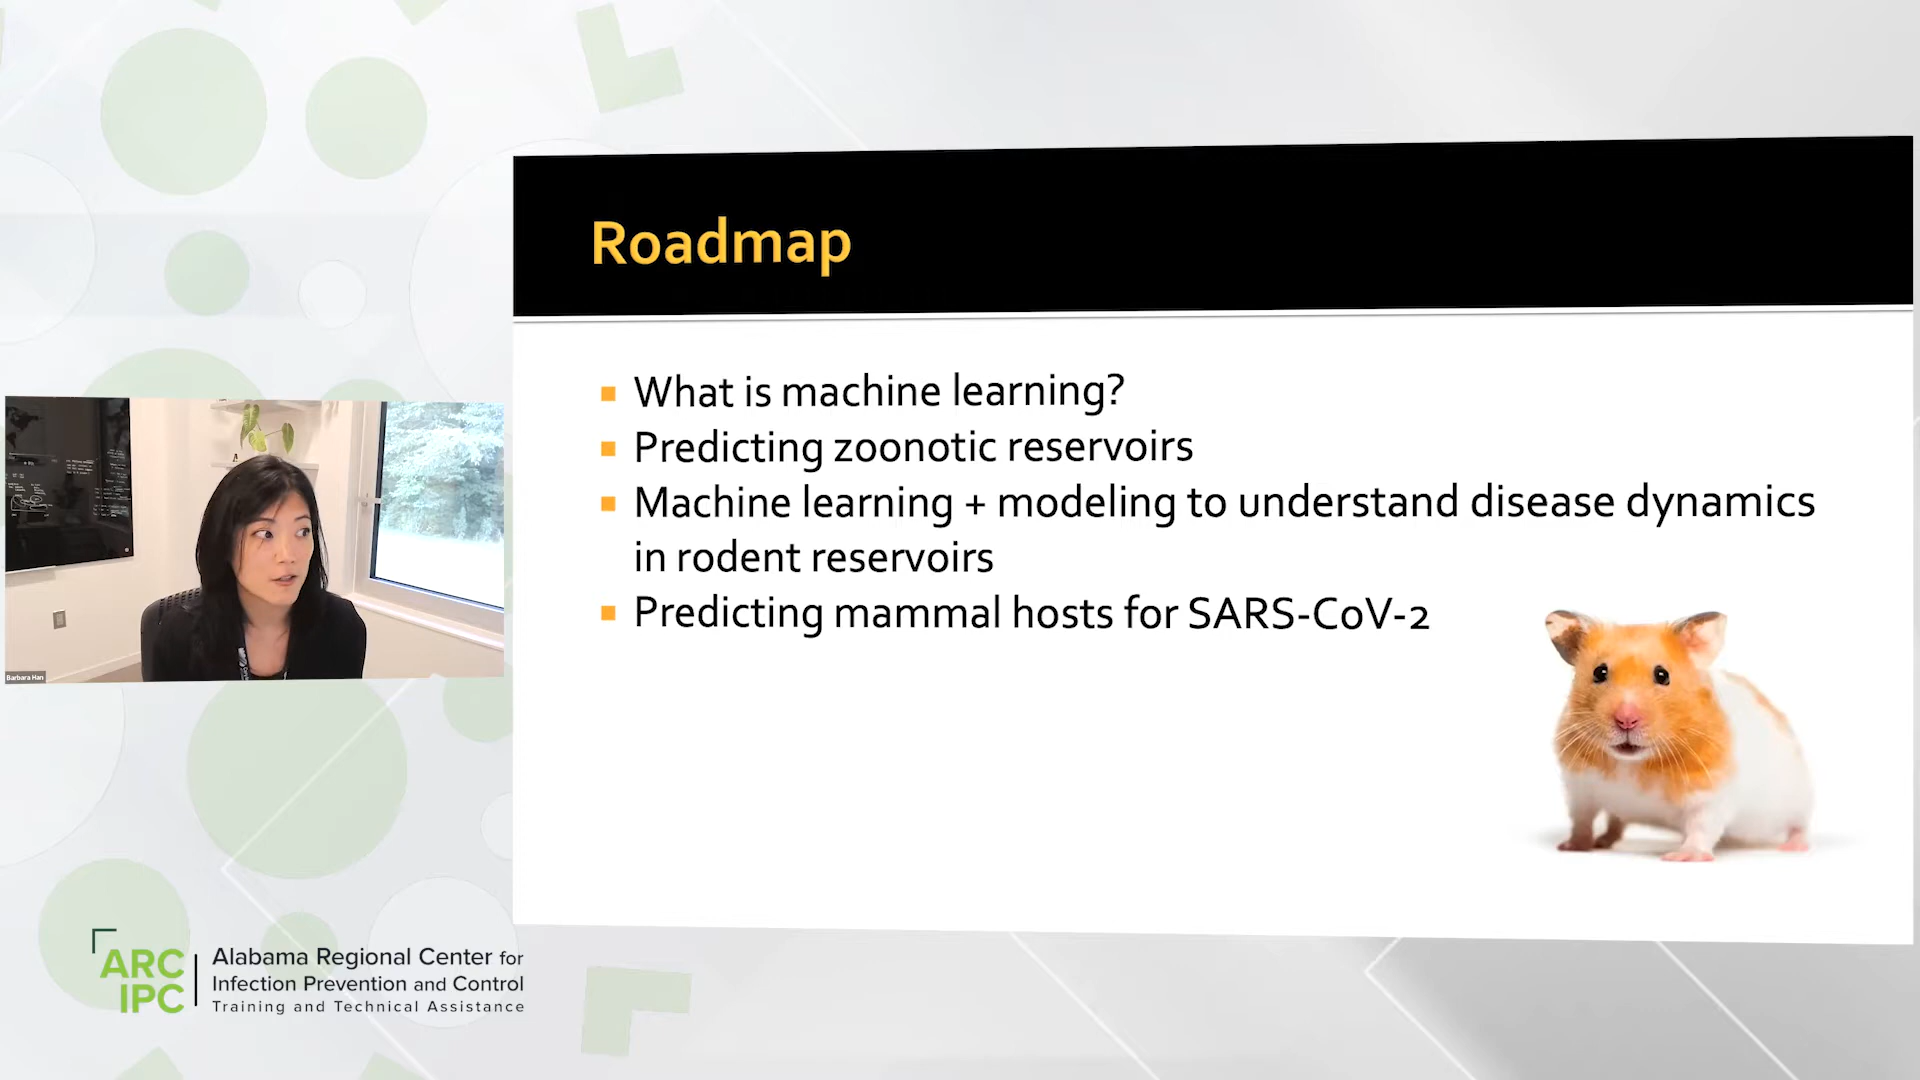 Roadmap
What is machine learning?
Predicting zoonotic reservoirs
Machine learning + modeling to understand disease dynamics
in rodent reservoirs
Predicting mammal hosts for SARS-CoV-2
Barbara Han
ARC
IPC
Alabama Regional Center for
Infection Prevention and Control
Training and Technical Assistance